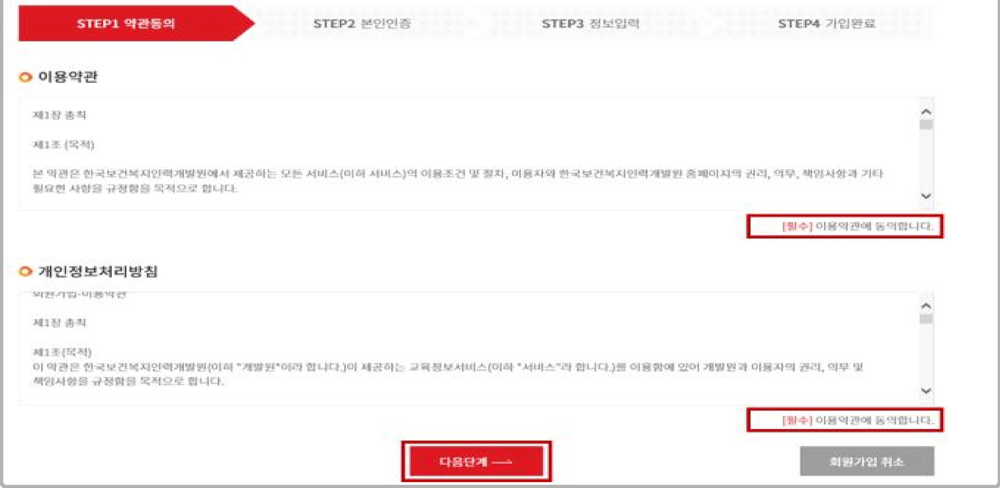 STEP1 약관동의
STEP2 본인인증
STEP3 정보입력
STEP4 가입완료
이용약관
제1장 총칙
제1조 (목적)
본 약관은 한국보건복지인력개발원에서 제공하는 모든 서비스(이하 서비스)의 이용조건 및 절차, 이용자와 한국보건복지인력개발원 홈페이지의 권리, 의무, 책임사항과 기타
필요한 사항을 규정함을 목적으로 합니다.
[필수] 이용약관에 동의합니다.
개인정보처리방침
회원가입-이용약관
제1장 총칙
제1조(목적)
이 약관은 한국보건복지인력개발원(이하 "개발원"이라 합니다.)이 제공하는 교육정보서비스(이하 "서비스"라 합니다.)를 이용함에 있어 개발원과 이용자의 권리, 의무 및
책임사항을 규정함을 목적으로 합니다.
[필수] 이용약관에 동의합니다.
다음단계
회원가입 취소